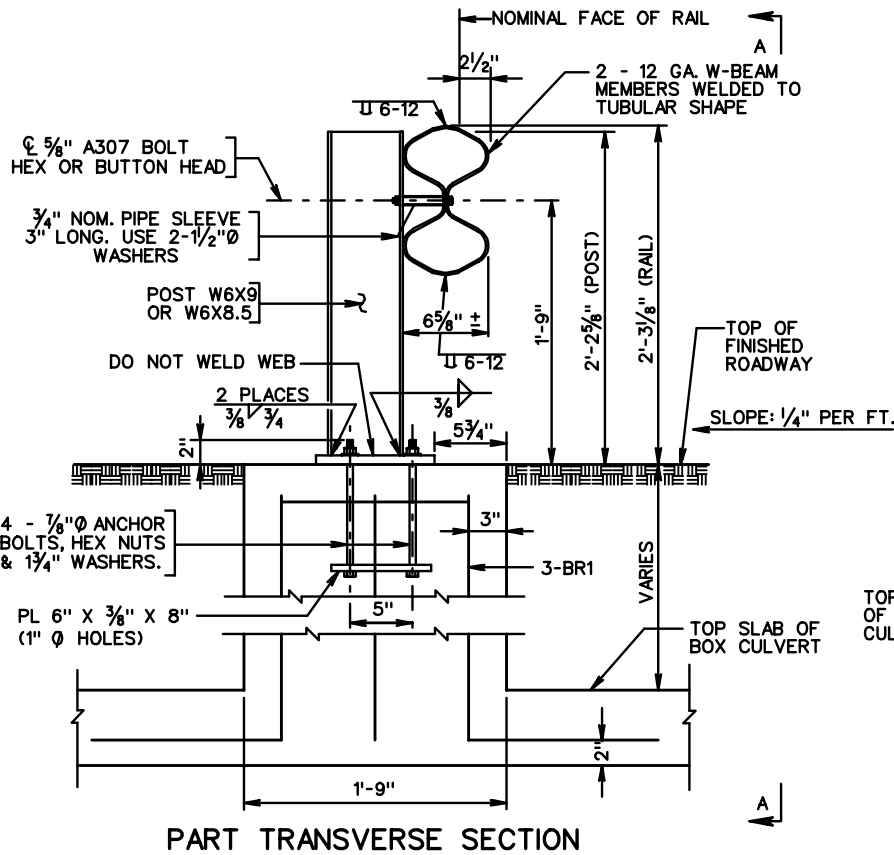 NOMINAL FACE OF RAIL
A
2½"
2 - 12 GA. W-BEAM
MEMBERS WELDED TO
TUBULAR SHAPE
6-12
℄ ⅝" A307 BOLT
HEX OR BUTTON HEAD
¾" NOM. PIPE SLEEVE
3" LONG. USE 2-1½"Ø
WASHERS
POST W6X9
OR W6X8.5
6⅝" ±
6-12
1'-9"
2'-2⅝" (POST)
2'-3⅛" (RAIL)
TOP OF
FINISHED
ROADWAY
DO NOT WELD WEB
2 PLACES
⅜ ¾
⅜
5¾"
SLOPE: ¼" PER FT.
2"
4 - ⅞"Ø ANCHOR
BOLTS, HEX NUTS
& 1¾" WASHERS.
3"
3-BR1
VARIES
PL 6" X ⅜" X 8"
(1" Ø HOLES)
5"
TOP SLAB OF
BOX CULVERT
TOP
OF
CUL
2"
1'-9"
A
PART TRANSVERSE SECTION